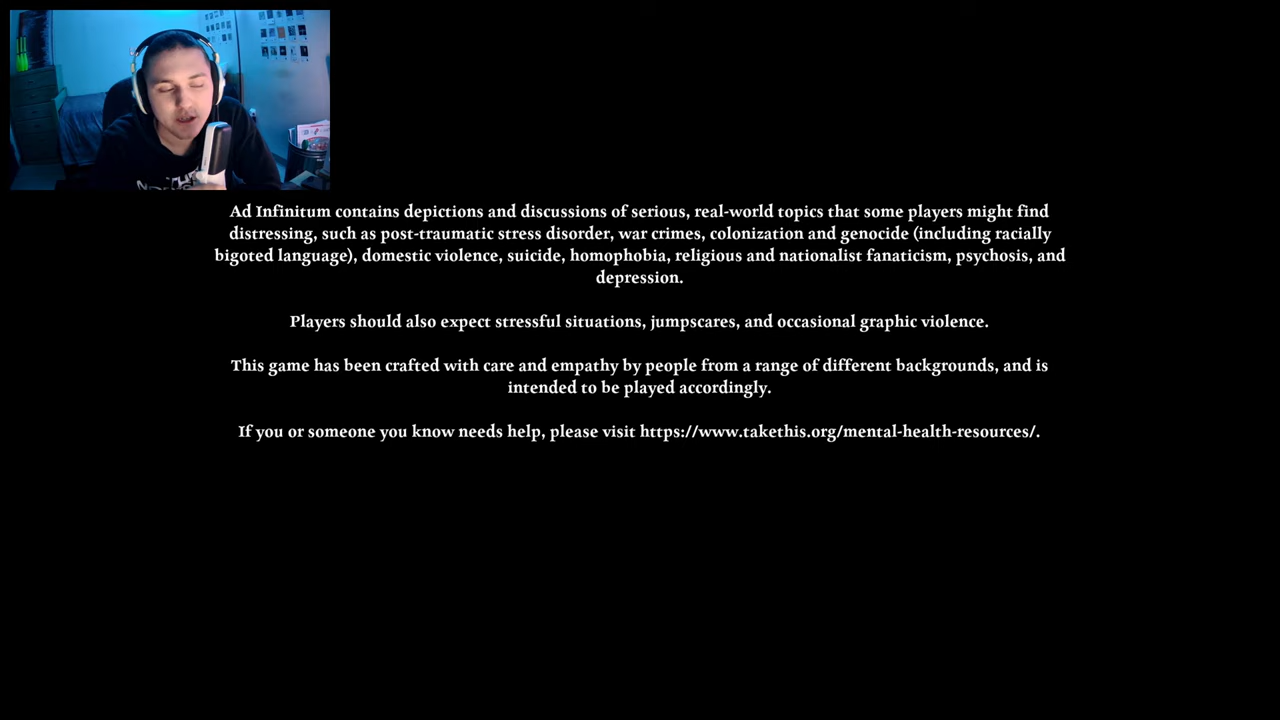 Ad Infinitum contains depictions and discussions of serious, real-world topics that some players might find
distressing, such as post-traumatic stress disorder, war crimes, colonization and genocide (including racially
bigoted language), domestic violence, suicide, homophobia, religious and nationalist fanaticism, psychosis, and
depression.
Players should also expect stressful situations, jumpscares, and occasional graphic violence.
This game has been crafted with care and empathy by people from a range of different backgrounds, and is
intended to be played accordingly.
If you or someone you know needs help, please visit https://www.takethis.org/mental-health-resources/.